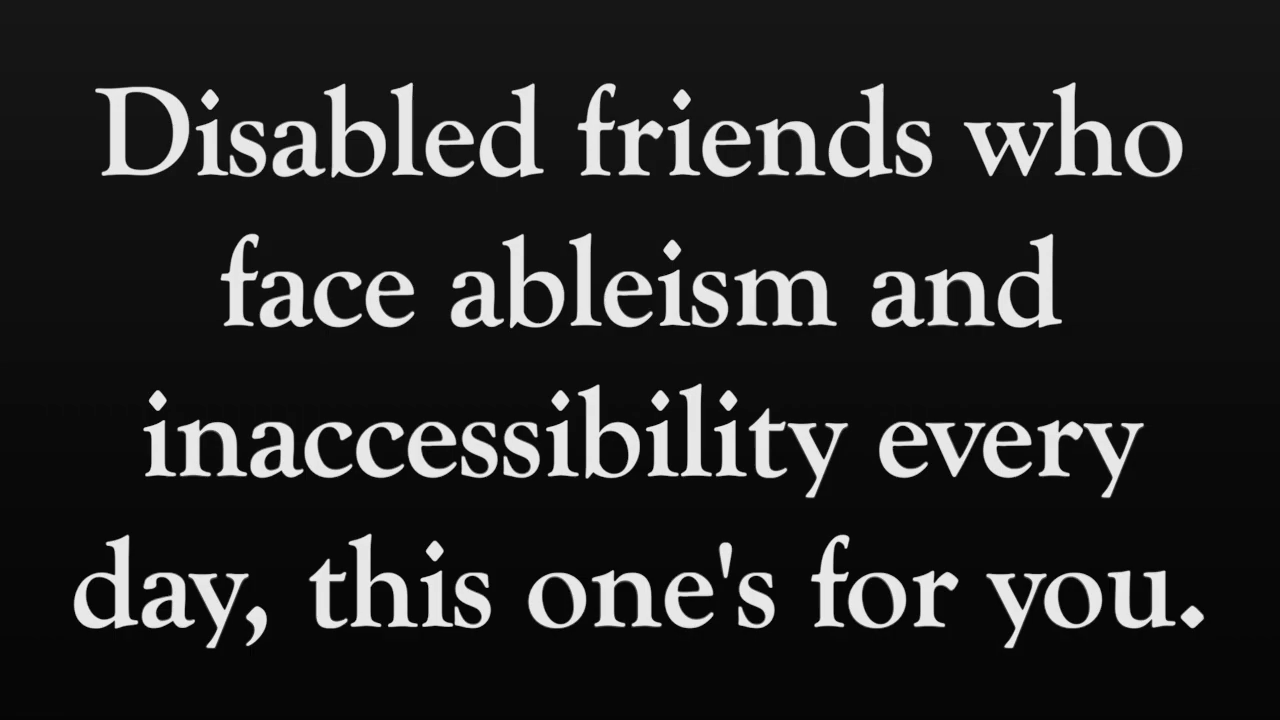 Disabled friends who
face ableism and
inaccessibility every
day, this one's for you.